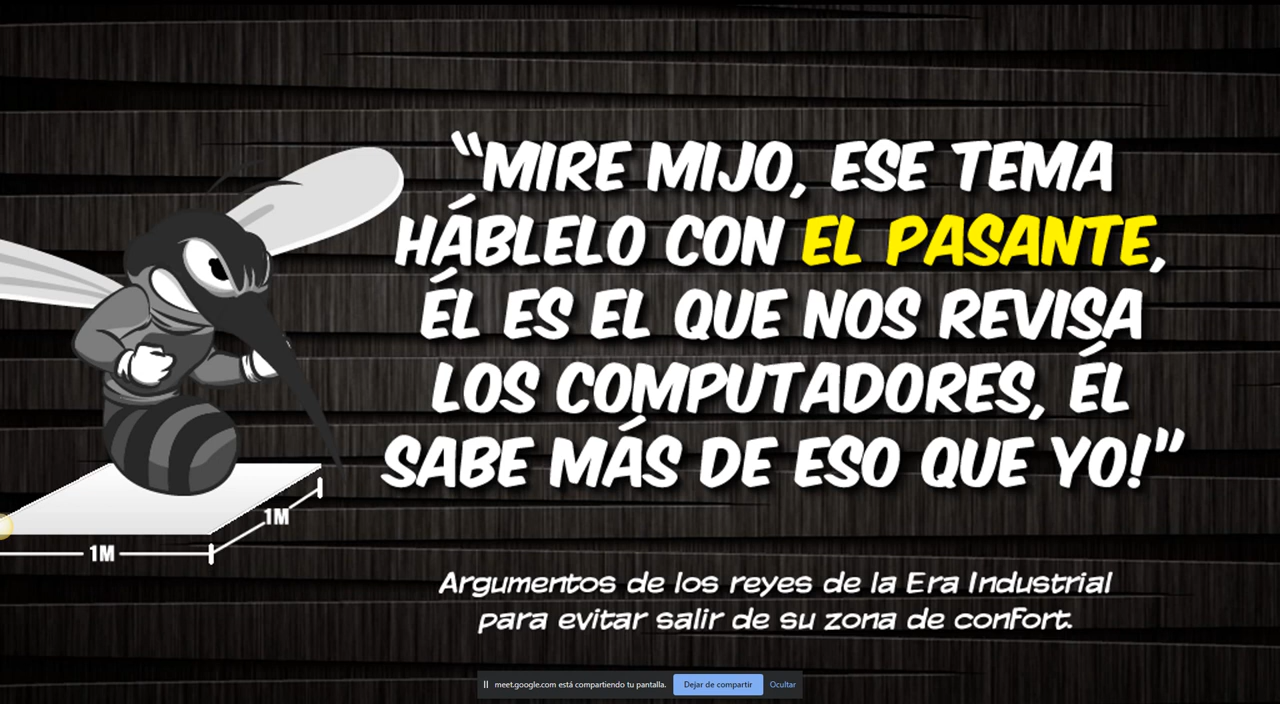 “MIRE MIJO, ESE TEMA
HÁBLELO CON EL PASANTE,
ÉL ES EL QUE NOS REVISA
LOS COMPUTADORES, ÉL
SABE MÁS DE ESO QUE YO!”
1M
1M
Argumentos de los reyes de la Era Industrial
para evitar salir de su zona de confort.
meet.google.com está compartiendo tu pantalla. Dejar de compartir Ocultar